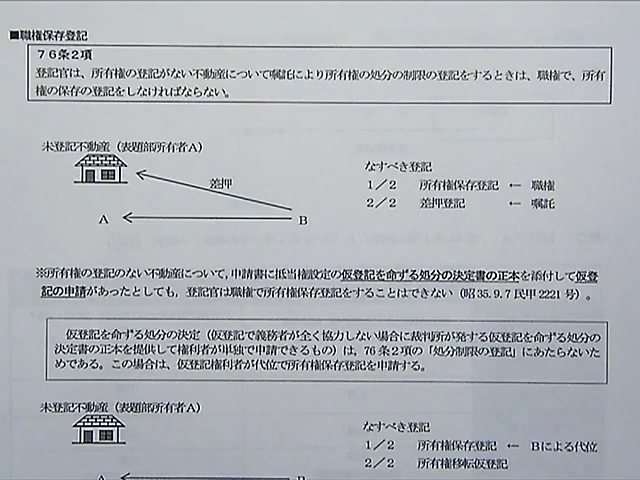 ■職権保存登記
７６条２項
登記官は、所有権の登記がない不動産について嘱託により所有権の処分の制限の登記をするときは、職権で、所有
権の保存の登記をしなければならない。
未登記不動産（表題部所有者Ａ）
差押
Ａ
Ｂ
なすべき登記
１／２　所有権保存登記　←　職権
２／２　差押登記　←　嘱託
※所有権の登記のない不動産について，申請書に抵当権設定の仮登記を命ずる処分の決定書の正本を添付して仮登
記の申請があったとしても，登記官は職権で所有権保存登記をすることはできない（昭35.9.7民甲2221号）。
仮登記を命ずる処分の決定（仮登記で義務者が全く協力しない場合に裁判所が発する仮登記を命ずる処分の
決定書の正本を提供して権利者が単独で申請できるもの）は，76条２項の「処分制限の登記」にあたらないた
めである。この場合は，仮登記権利者が代位で所有権保存登記を申請する。
未登記不動産（表題部所有者Ａ）
なすべき登記
１／２　所有権保存登記　←　Ｂによる代位
２／２　所有権移転仮登記